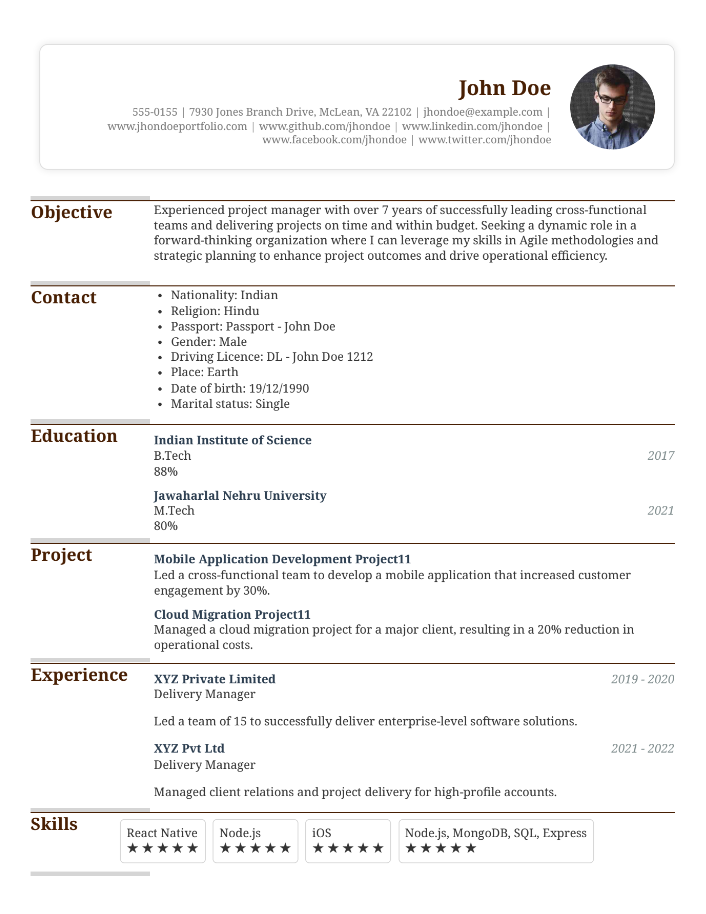 John Doe
555-0155 | 7930 Jones Branch Drive, McLean, VA 22102 | jhondoe@example.com |
www.jhondoeportfolio.com | www.github.com/jhondoe | www.linkedin.com/jhondoe |
www.facebook.com/jhondoe | www.twitter.com/jhondoe
Objective
Experienced project manager with over 7 years of successfully leading cross-functional
teams and delivering projects on time and within budget. Seeking a dynamic role in a
forward-thinking organization where I can leverage my skills in Agile methodologies and
strategic planning to enhance project outcomes and drive operational efficiency.
Contact
• Nationality: Indian
• Religion: Hindu
• Passport: Passport - John Doe
• Gender: Male
• Driving Licence: DL - John Doe 1212
• Place: Earth
• Date of birth: 19/12/1990
• Marital status: Single
Education
Indian Institute of Science
B.Tech 2017
88%
Jawaharlal Nehru University
M.Tech 2021
80%
Project
Mobile Application Development Project11
Led a cross-functional team to develop a mobile application that increased customer
engagement by 30%.
Cloud Migration Project11
Managed a cloud migration project for a major client, resulting in a 20% reduction in
operational costs.
Experience
XYZ Private Limited 2019 - 2020
Delivery Manager
Led a team of 15 to successfully deliver enterprise-level software solutions.
XYZ Pvt Ltd 2021 - 2022
Delivery Manager
Managed client relations and project delivery for high-profile accounts.
Skills
React Native Node.js iOS Node.js, MongoDB, SQL, Express
★★★★★ ★★★★★ ★★★★★ ★★★★★